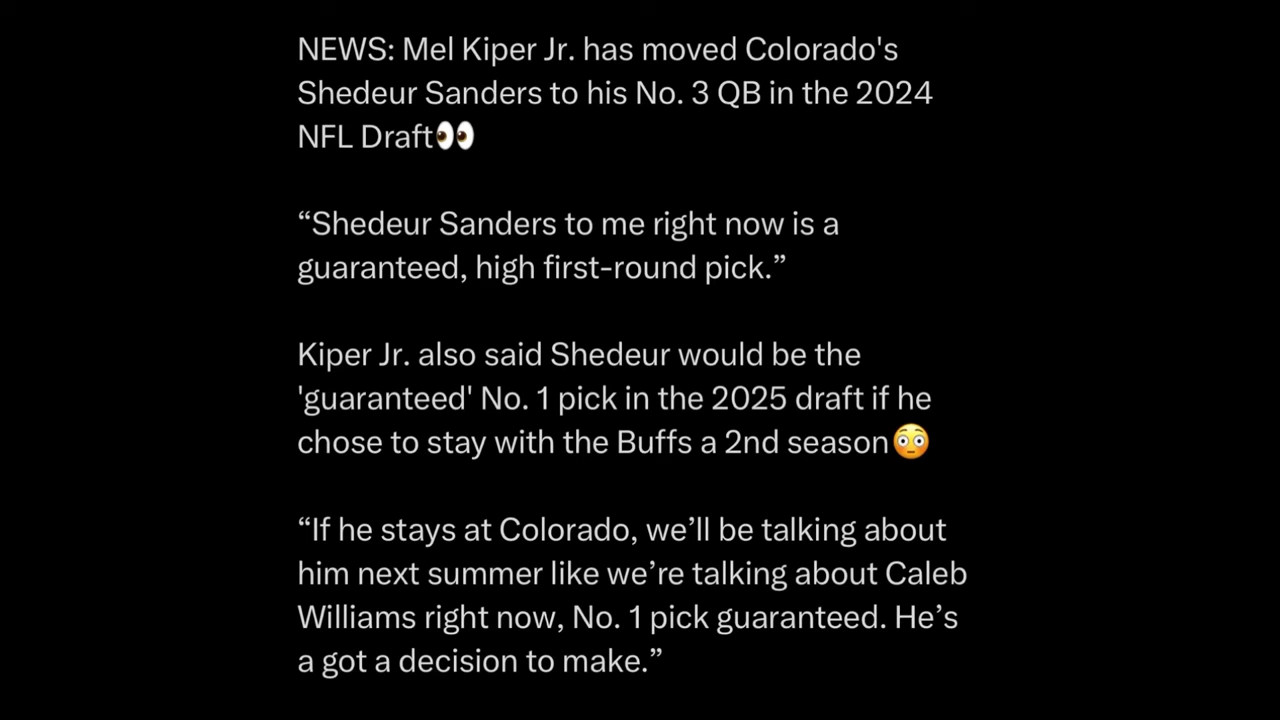 NEWS: Mel Kiper Jr. has moved Colorado's
Shedeur Sanders to his No. 3 QB in the 2024
NFL Draft👀
“Shedeur Sanders to me right now is a
guaranteed, high first-round pick.”
Kiper Jr. also said Shedeur would be the
'guaranteed' No. 1 pick in the 2025 draft if he
chose to stay with the Buffs a 2nd season😳
“If he stays at Colorado, we’ll be talking about
him next summer like we’re talking about Caleb
Williams right now, No. 1 pick guaranteed. He’s
a got a decision to make.”